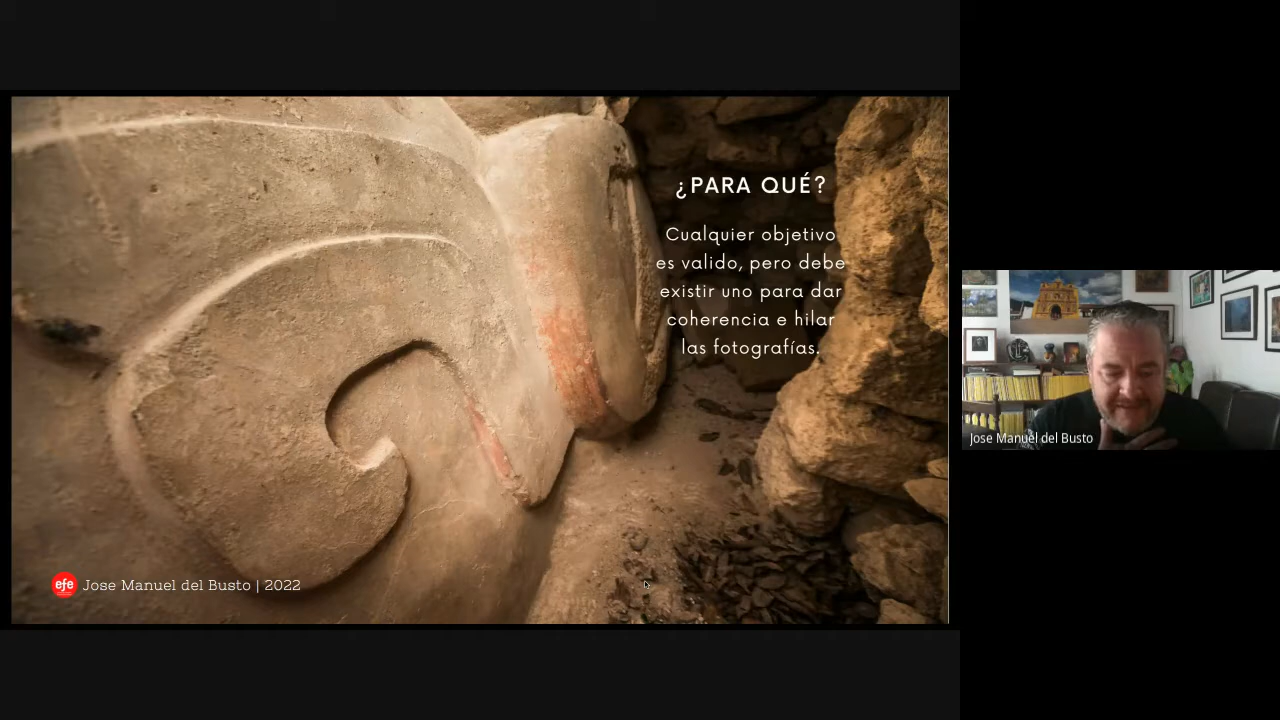 ¿PARA QUÉ?
Cualquier objetivo
es valido, pero debe
existir uno para dar
coherencia e hilar
las fotografías.
efe
Jose Manuel del Busto | 2022
Jose Manuel del Busto